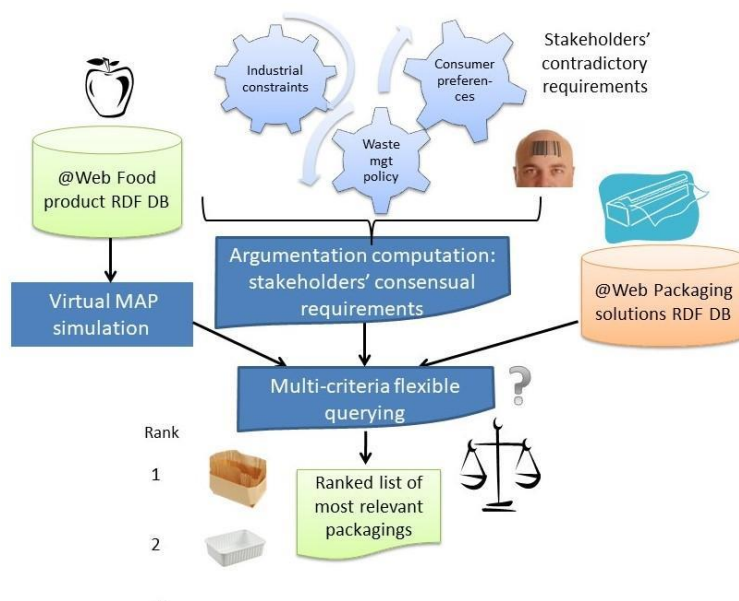 Industrial
constraints
Consumer
preferen-
ces
Waste
mgt
policy
Stakeholders'
contradictory
requirements
@Web Food
product RDF DB
Argumentation computation:
stakeholders' consensual
requirements
@Web Packaging
solutions RDF DB
Virtual MAP
simulation
Multi-criteria flexible
querying
?
Rank
1
2
Ranked list of
most relevant
packagings